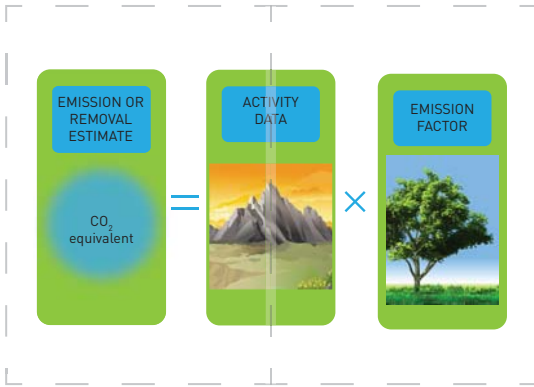 EMISSION OR
REMOVAL
ESTIMATE
CO₂
equivalent
=
ACTIVITY
DATA
×
EMISSION
FACTOR